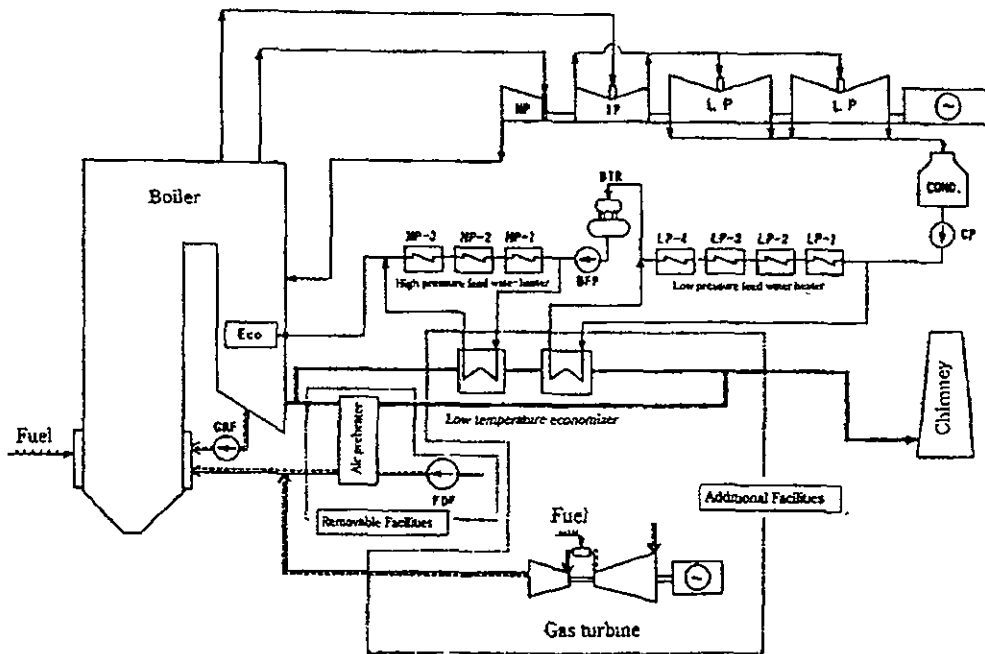 HP
IP
L P
L P
~
Boiler
BTR
COND.
CP
HP-3
HP-2
HP-1
LP-4
LP-3
LP-2
LP-1
High pressure feed water heater
BFP
Low pressure feed water heater
Eco
Chimney
Low temperature economizer
GRF
Fuel
Air preheater
FDF
Additional Facilities
Removable Facilities
Fuel
~
Gas turbine